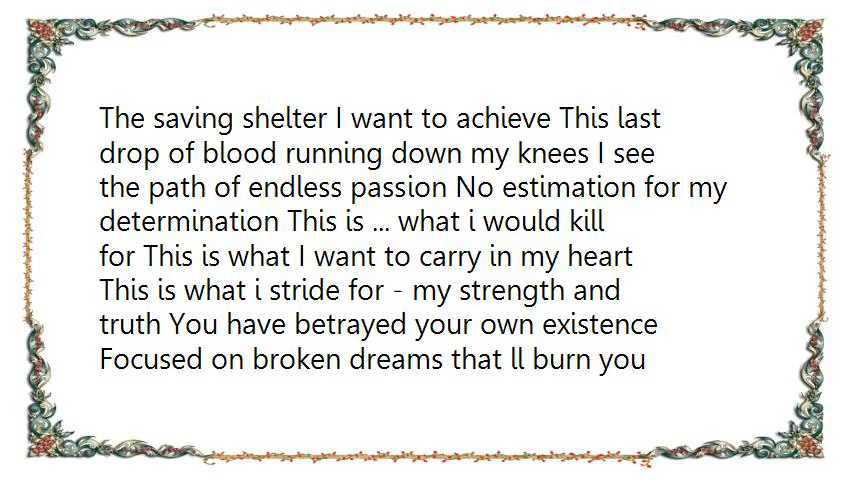 The saving shelter I want to achieve This last
drop of blood running down my knees I see
the path of endless passion No estimation for my
determination This is ... what i would kill
for This is what I want to carry in my heart
This is what i stride for - my strength and
truth You have betrayed your own existence
Focused on broken dreams that ll burn you